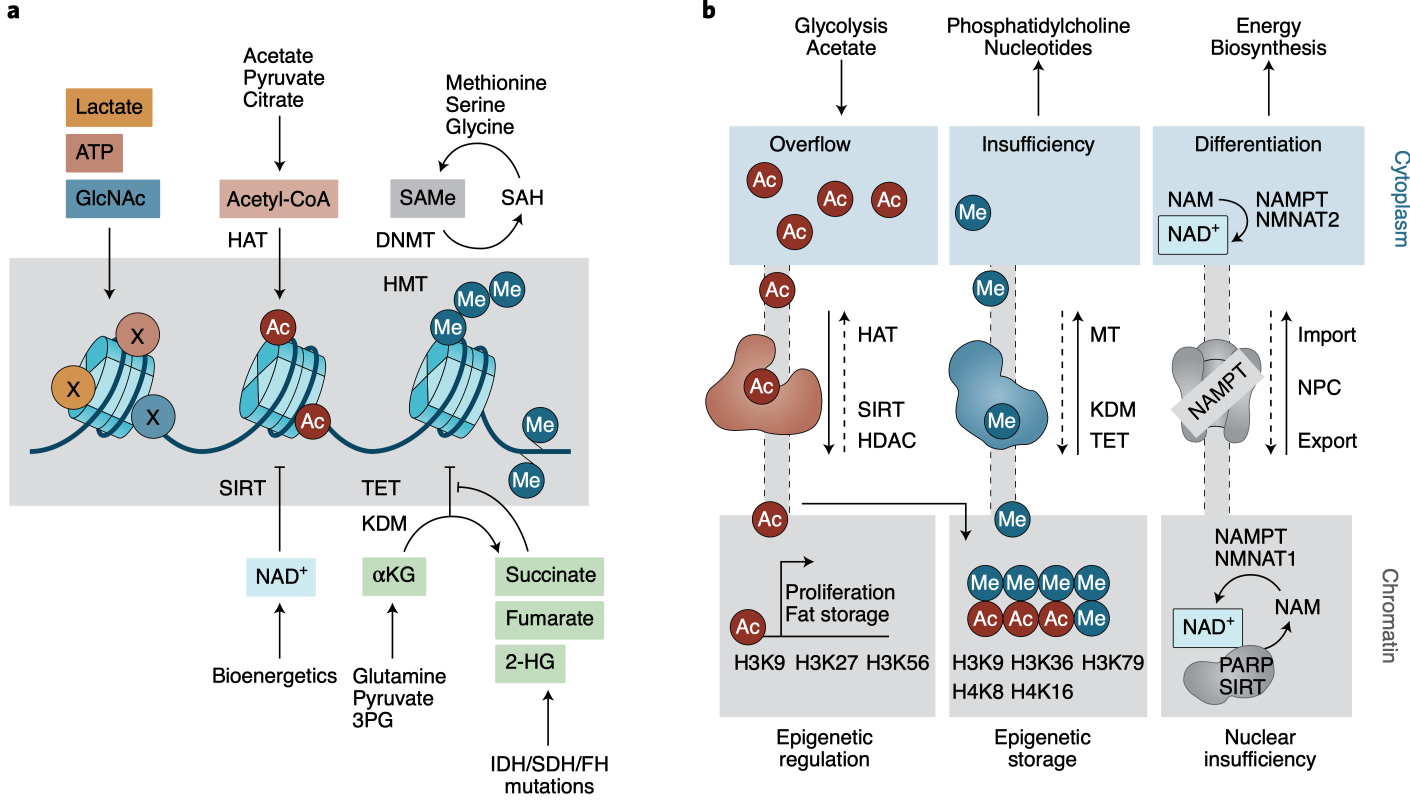 a
Acetate
Pyruvate
Citrate
Methionine
Serine
Glycine
Lactate
ATP
GlcNAc
Acetyl-CoA
SAMe
SAH
HAT
DNMT
HMT
Me
Me
Me
X
X
X
Ac
Ac
Me
Me
SIRT
TET
KDM
NAD+
αKG
Succinate
Fumarate
2-HG
Bioenergetics
Glutamine
Pyruvate
3PG
IDH/SDH/FH
mutations
b
Glycolysis
Acetate
Phosphatidylcholine
Nucleotides
Energy
Biosynthesis
Overflow
Ac
Ac
Ac
Ac
Insufficiency
Me
Differentiation
NAM
NAD+
NAMPT
NMNAT2
Cytoplasm
Ac
HAT
Ac
SIRT
HDAC
Me
MT
Me
KDM
TET
NAMPT
Import
NPC
Export
Ac
Proliferation
Fat storage
Ac
H3K9 H3K27 H3K56
Me
Me Me Me Me
Ac Ac Ac Me
H3K9 H3K36 H3K79
H4K8 H4K16
NAMPT
NMNAT1
NAM
NAD+
PARP
SIRT
Chromatin
Epigenetic
regulation
Epigenetic
storage
Nuclear
insufficiency